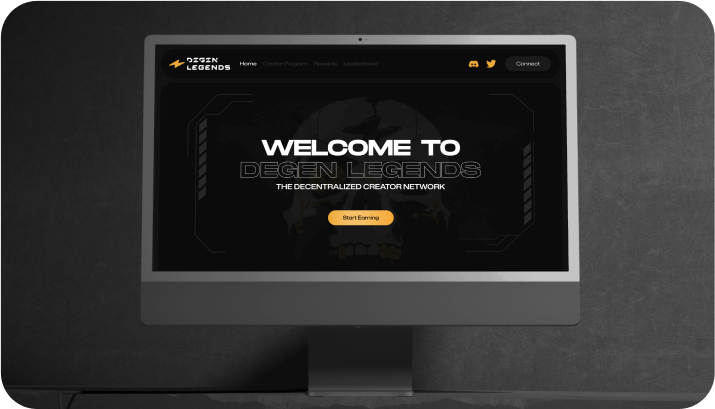 DEGEN
LEGENDS
Home Creator Program Rewards Leaderboard
Connect
WELCOME TO
DEGEN LEGENDS
THE DECENTRALIZED CREATOR NETWORK
Start Earning